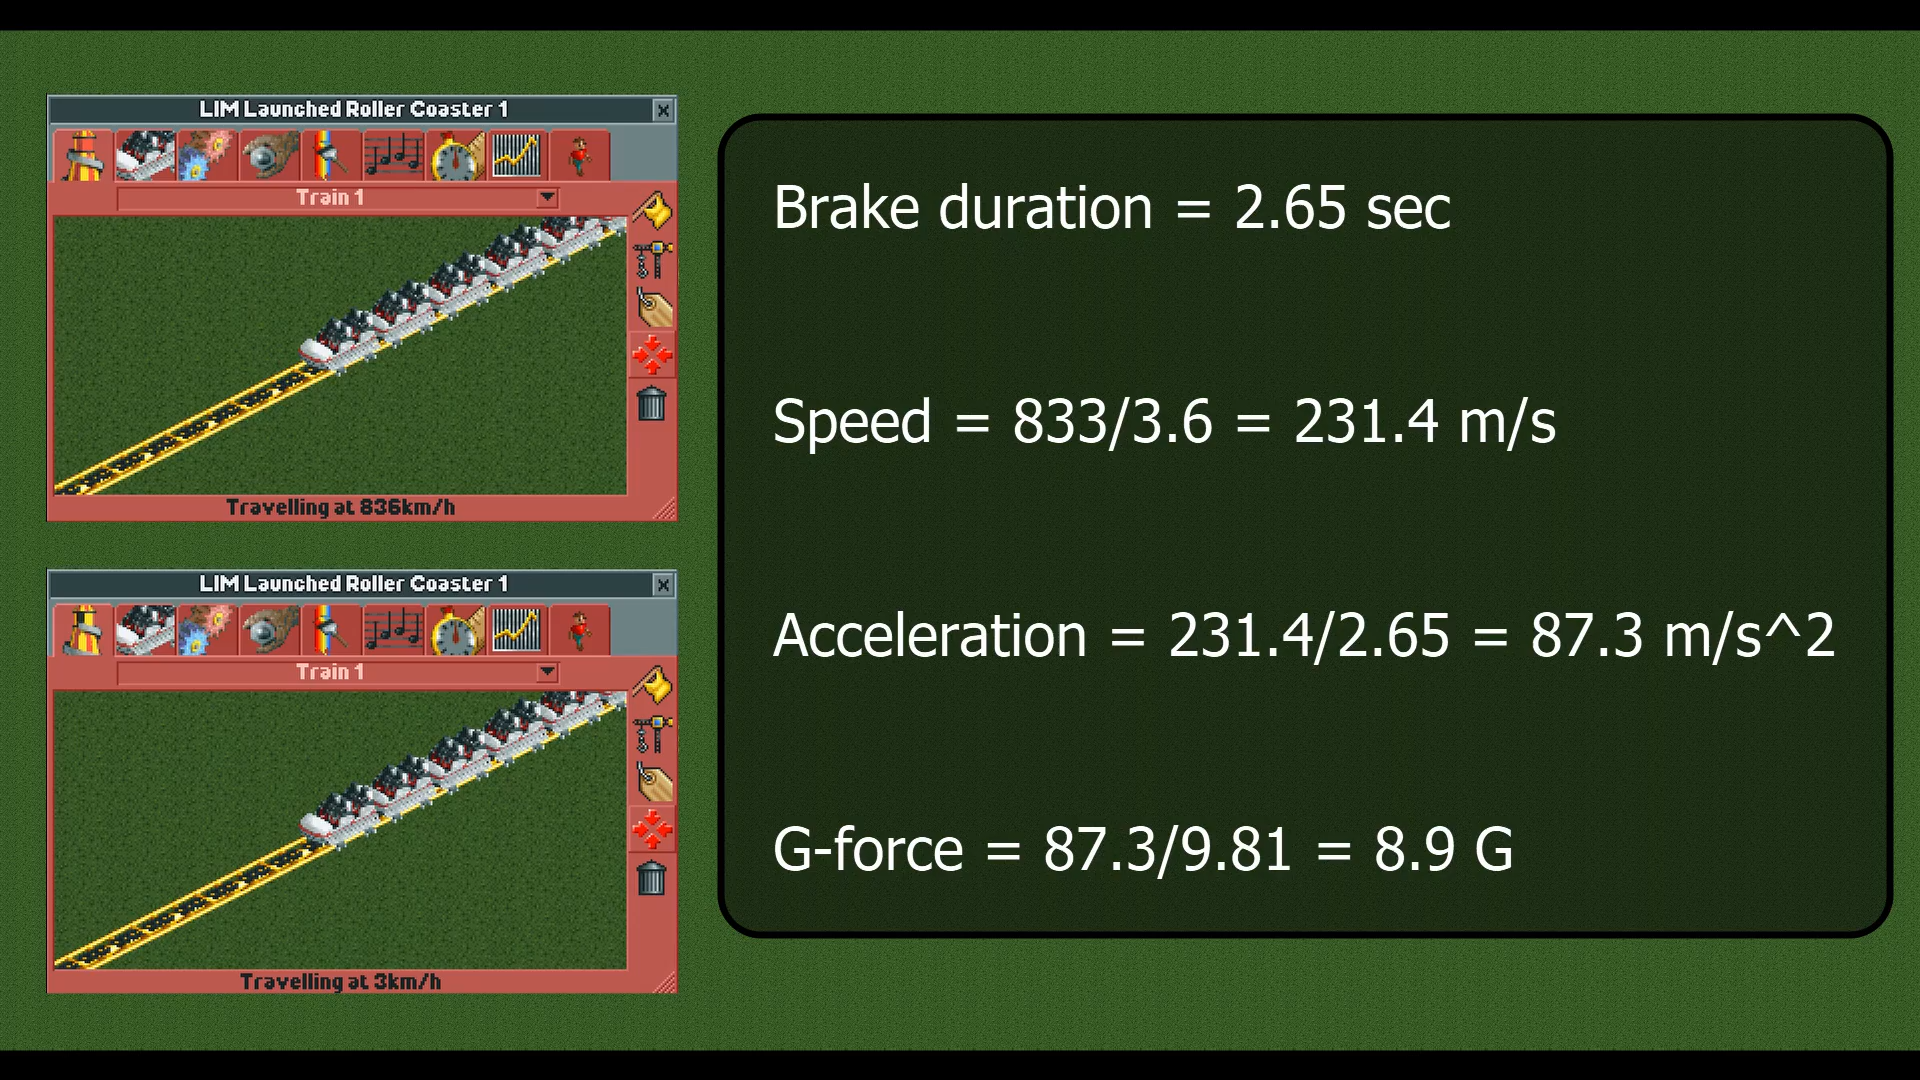 LIM Launched Roller Coaster 1
Train 1
Travelling at 836km/h
LIM Launched Roller Coaster 1
Train 1
Travelling at 3km/h
Brake duration = 2.65 sec
Speed = 833/3.6 = 231.4 m/s
Acceleration = 231.4/2.65 = 87.3 m/s^2
G-force = 87.3/9.81 = 8.9 G